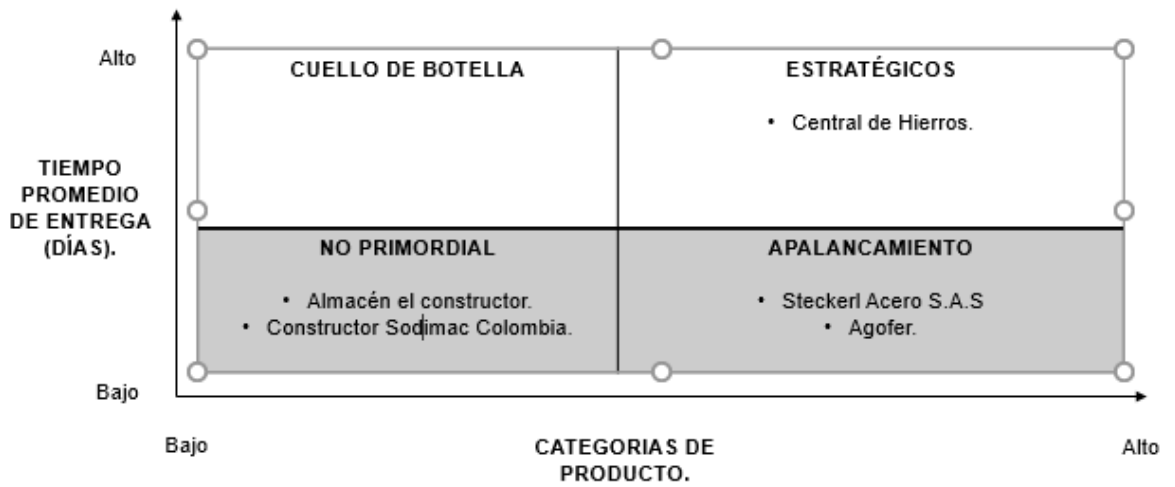 Alto
CUELLO DE BOTELLA
ESTRATÉGICOS
• Central de Hierros.
TIEMPO
PROMEDIO
DE ENTREGA
(DÍAS).
NO PRIMORDIAL
• Almacén el constructor.
• Constructor Sodimac Colombia.
APALANCAMIENTO
• Steckerl Acero S.A.S
• Agofer.
Bajo
Bajo
CATEGORIAS DE
PRODUCTO.
Alto